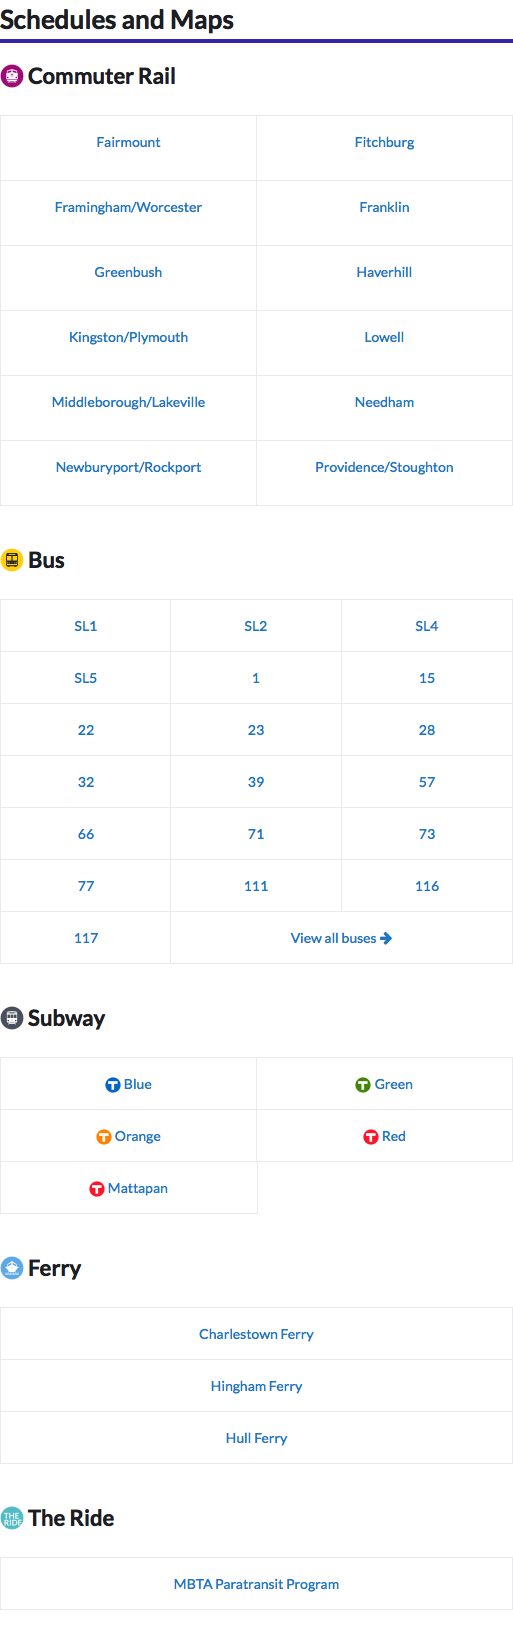 Schedules and Maps
Commuter Rail
Fairmount Fitchburg
Framingham/Worcester Franklin
Greenbush Haverhill
Kingston/Plymouth Lowell
Middleborough/Lakeville Needham
Newburyport/Rockport Providence/Stoughton
Bus
SL1 SL2 SL4
SL5 1 15
22 23 28
32 39 57
66 71 73
77 111 116
117 View all buses
Subway
T Blue T Green
T Orange T Red
T Mattapan
Ferry
Charlestown Ferry
Hingham Ferry
Hull Ferry
THE RIDE The Ride
MBTA Paratransit Program